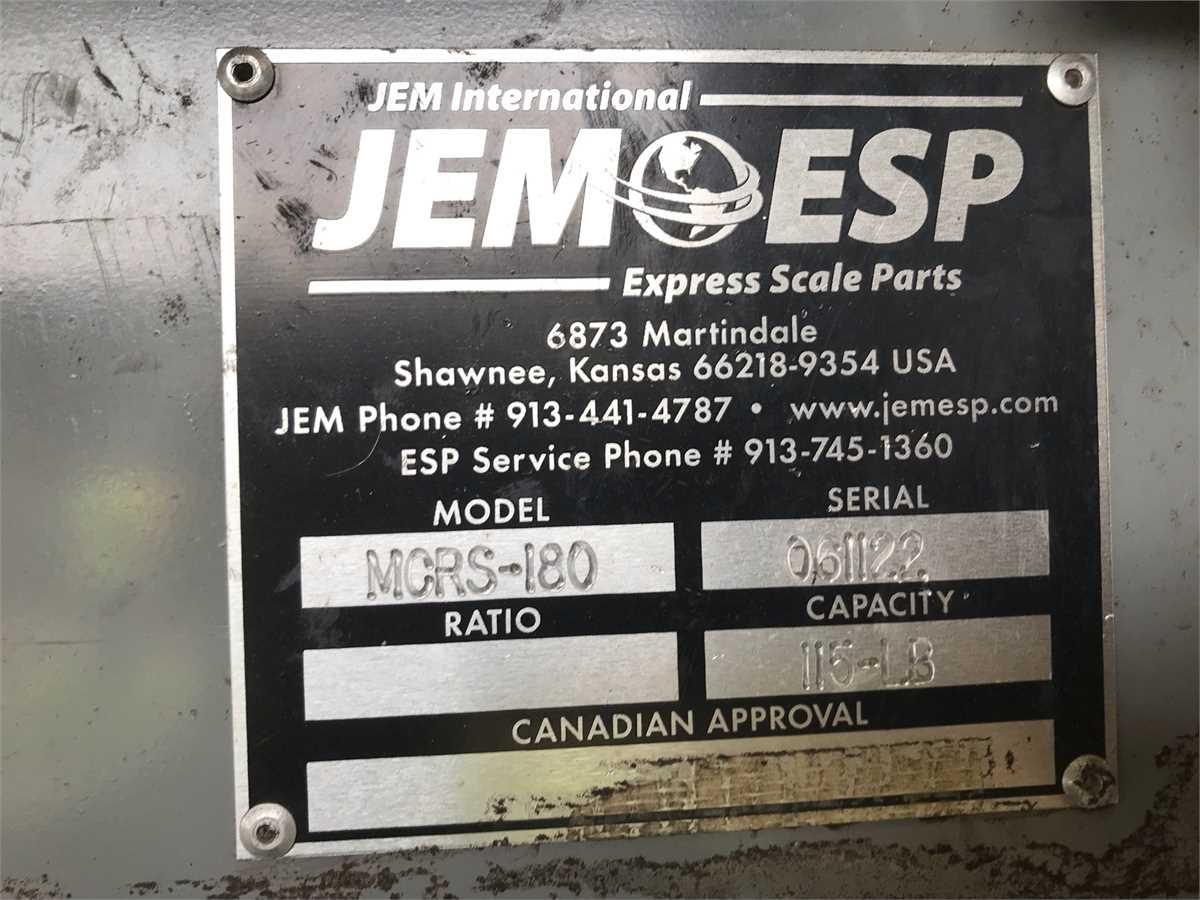 JEM International
JEM ESP
Express Scale Parts
6873 Martindale
Shawnee, Kansas 66218-9354 USA
JEM Phone # 913-441-4787 • www.jemesp.com
ESP Service Phone # 913-745-1360
MODEL SERIAL
MCRS-180 061122
RATIO CAPACITY
115-LB
CANADIAN APPROVAL